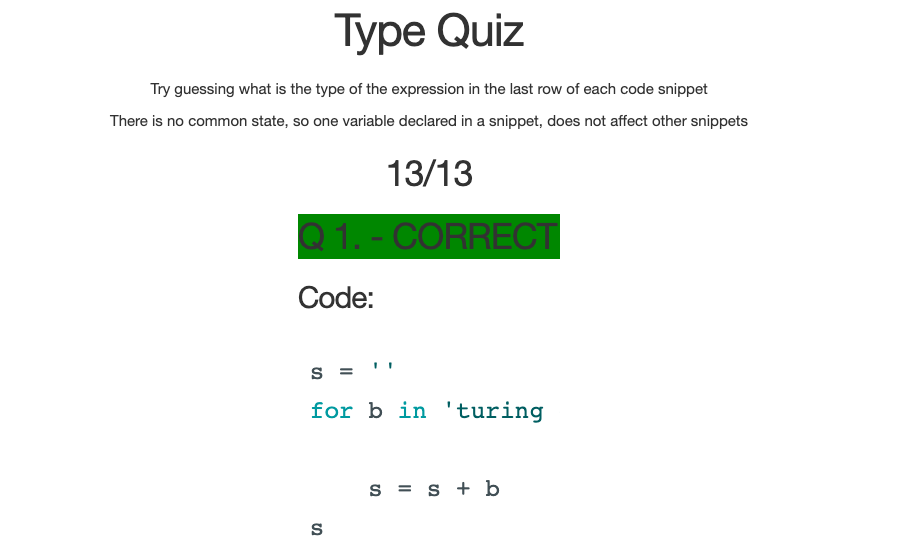 Type Quiz
Try guessing what is the type of the expression in the last row of each code snippet
There is no common state, so one variable declared in a snippet, does not affect other snippets
13/13
Q 1. - CORRECT
Code:
s = ''
for b in 'turing
s = s + b
s